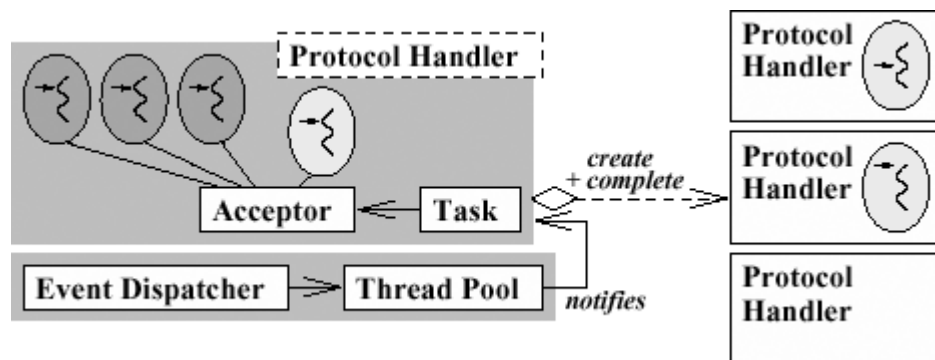 Protocol Handler
Acceptor
Task
Event Dispatcher
Thread Pool
notifies
create
+ complete
Protocol
Handler
Protocol
Handler
Protocol
Handler